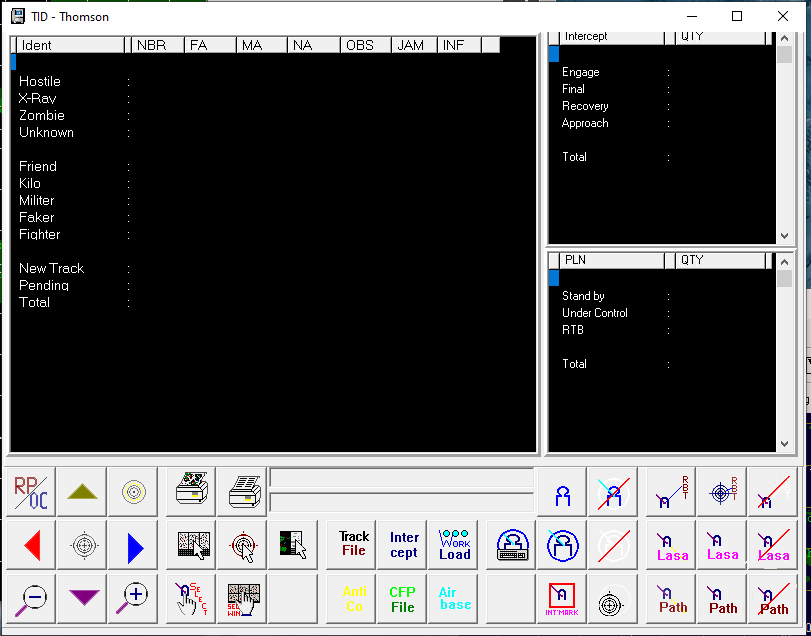 TID - Thomson
Ident NBR FA MA NA OBS JAM INF
Hostile :
X-Ray :
Zombie :
Unknown :
Friend :
Kilo :
Militer :
Faker :
Fighter :
New Track :
Pending :
Total :
Intercept QTY
Engage :
Final :
Recovery :
Approach :
Total :
PLN QTY
Stand by :
Under Control :
RTB :
Total :
RP/OC
RBT
RBT
Track File
Inter cept
Work Load
Lasa
Lasa
Lasa
SELECT
SEQ WIN
Anti Co
CFP File
Air base
INT'MARK
Path
Path
Path